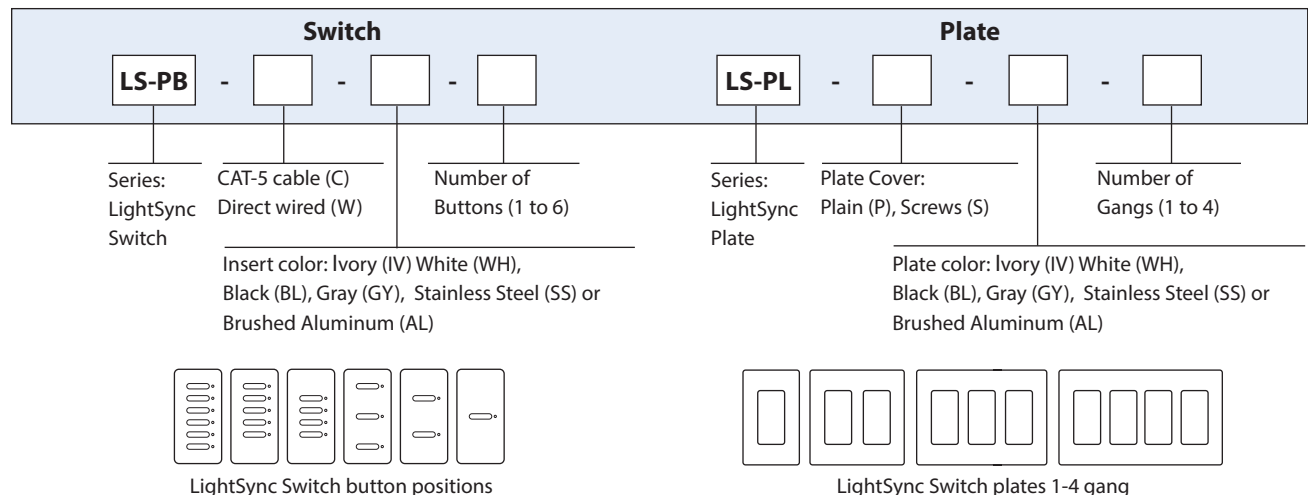 Switch
LS-PB - - -
Series:
LightSync
Switch
CAT-5 cable (C)
Direct wired (W)
Number of
Buttons (1 to 6)
Insert color: Ivory (IV) White (WH),
Black (BL), Gray (GY), Stainless Steel (SS) or
Brushed Aluminum (AL)
LightSync Switch button positions
Plate
LS-PL - - -
Series:
LightSync
Plate
Plate Cover:
Plain (P), Screws (S)
Number of
Gangs (1 to 4)
Plate color: Ivory (IV) White (WH),
Black (BL), Gray (GY), Stainless Steel (SS) or
Brushed Aluminum (AL)
LightSync Switch plates 1-4 gang